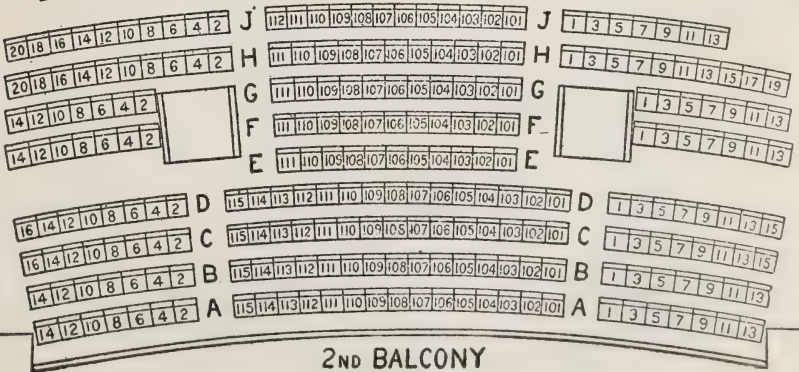 20 18 16 14 12 10 8 6 4 2 J 112 111 110 109 108 107 106 105 104 103 102 101 J 1 3 5 7 9 11 13
20 18 16 14 12 10 8 6 4 2 H 111 110 109 108 107 106 105 104 103 102 101 H 1 3 5 7 9 11 13 15 17 19
14 12 10 8 6 4 2 G 111 110 109 108 107 106 105 104 103 102 101 G 1 3 5 7 9 11 13
14 12 10 8 6 4 2 F 111 110 109 108 107 106 105 104 103 102 101 F 1 3 5 7 9 11 13
E 111 110 109 108 107 106 105 104 103 102 101 E
16 14 12 10 8 6 4 2 D 115 114 113 112 111 110 109 108 107 106 105 104 103 102 101 D 1 3 5 7 9 11 13 15
16 14 12 10 8 6 4 2 C 115 114 113 112 111 110 109 108 107 106 105 104 103 102 101 C 1 3 5 7 9 11 13 15
14 12 10 8 6 4 2 B 115 114 113 112 111 110 109 108 107 106 105 104 103 102 101 B 1 3 5 7 9 11 13
14 12 10 8 6 4 2 A 115 114 113 112 111 110 109 108 107 106 105 104 103 102 101 A 1 3 5 7 9 11 13
2ND BALCONY